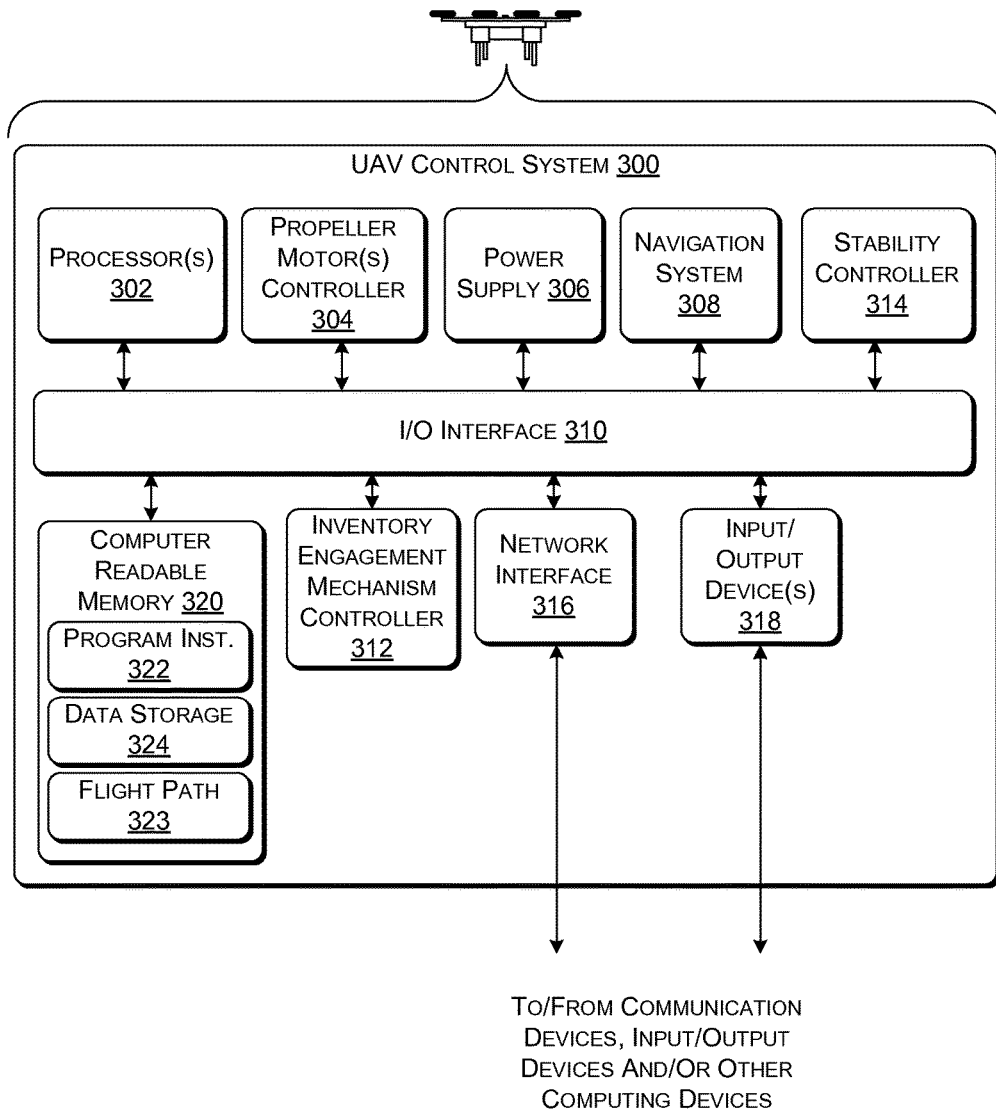 UAV CONTROL SYSTEM 300
PROCESSOR(S)
302
PROPELLER
MOTOR(S)
CONTROLLER
304
POWER
SUPPLY 306
NAVIGATION
SYSTEM
308
STABILITY
CONTROLLER
314
I/O INTERFACE 310
COMPUTER
READABLE
MEMORY 320
PROGRAM INST.
322
DATA STORAGE
324
FLIGHT PATH
323
INVENTORY
ENGAGEMENT
MECHANISM
CONTROLLER
312
NETWORK
INTERFACE
316
INPUT/
OUTPUT
DEVICE(S)
318
TO/FROM COMMUNICATION
DEVICES, INPUT/OUTPUT
DEVICES AND/OR OTHER
COMPUTING DEVICES